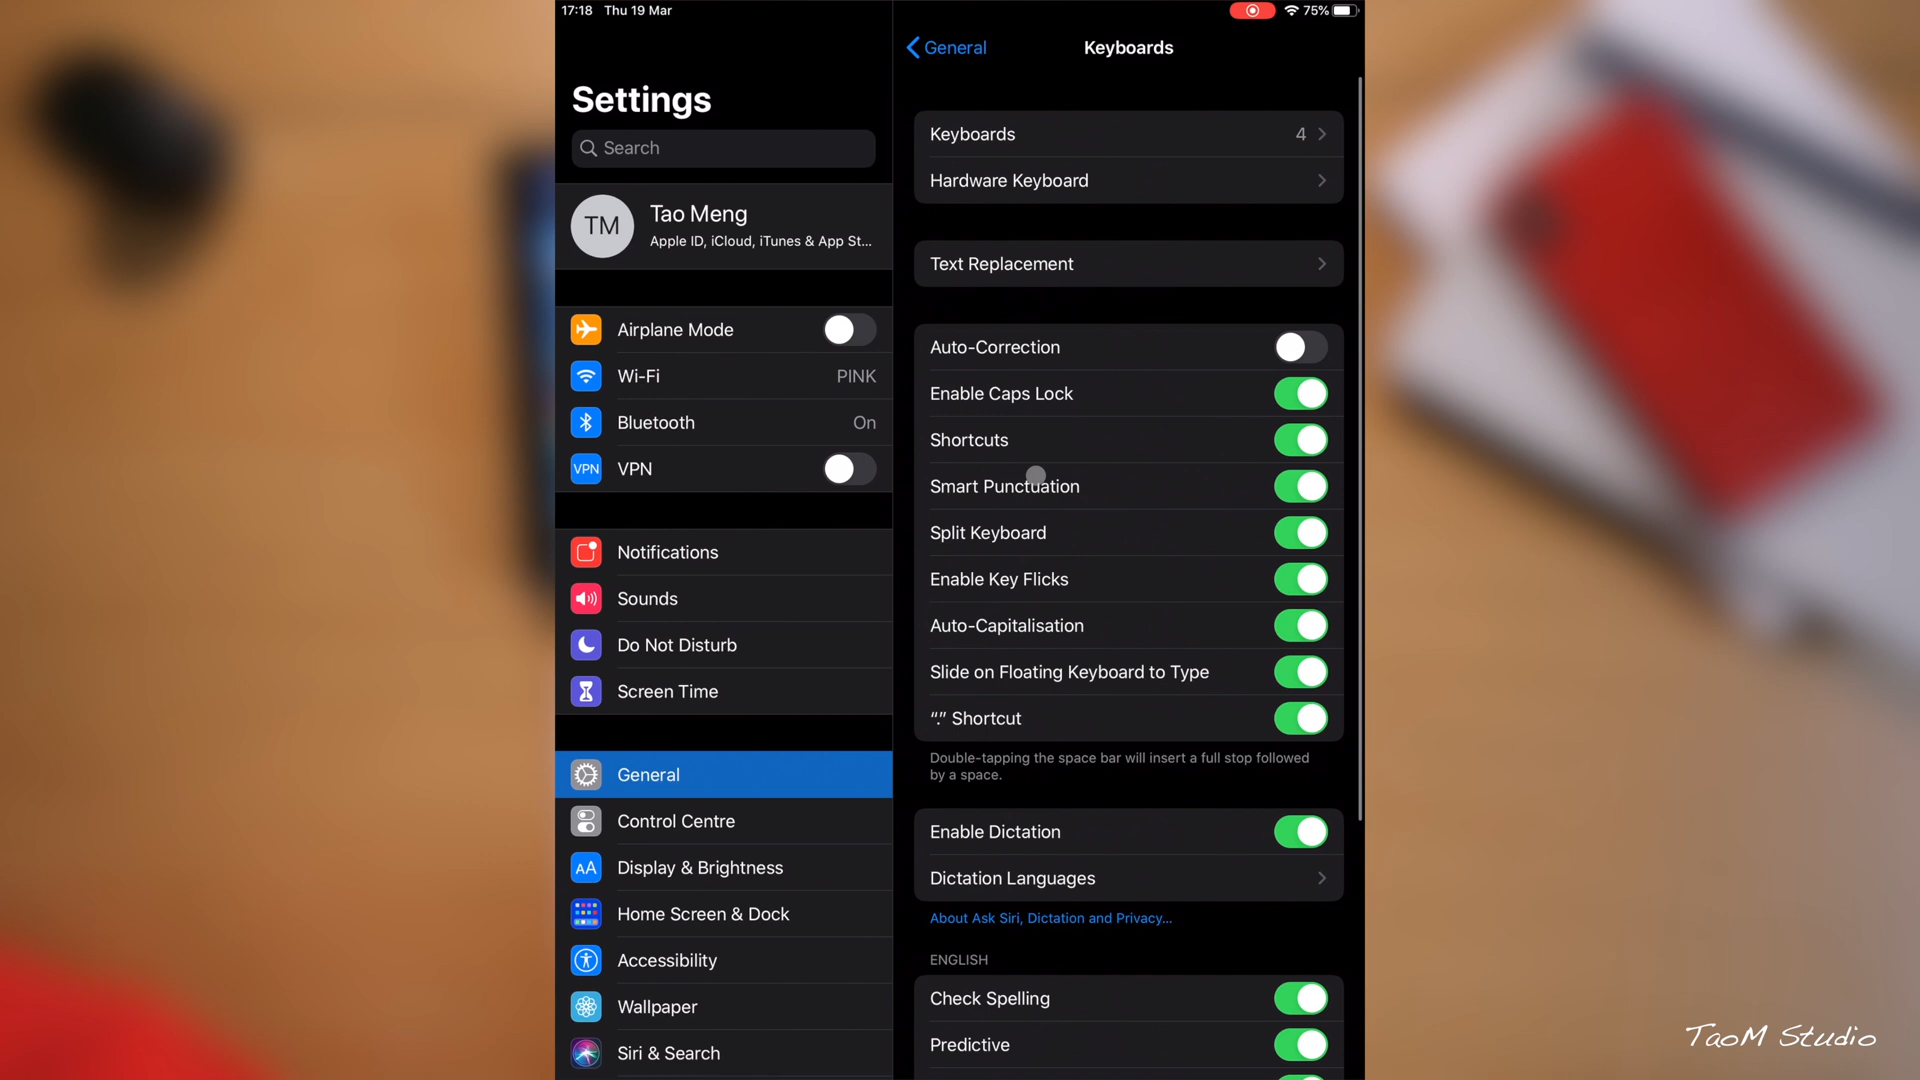 17:18 Thu 19 Mar
75%
Settings
Search
TM
Tao Meng
Apple ID, iCloud, iTunes & App St...
Airplane Mode
Wi-Fi PINK
Bluetooth On
VPN VPN
Notifications
Sounds
Do Not Disturb
Screen Time
General
Control Centre
AA Display & Brightness
Home Screen & Dock
Accessibility
Wallpaper
Siri & Search
General
Keyboards
Keyboards 4
Hardware Keyboard
Text Replacement
Auto-Correction
Enable Caps Lock
Shortcuts
Smart Punctuation
Split Keyboard
Enable Key Flicks
Auto-Capitalisation
Slide on Floating Keyboard to Type
“.” Shortcut
Double-tapping the space bar will insert a full stop followed
by a space.
Enable Dictation
Dictation Languages
About Ask Siri, Dictation and Privacy...
ENGLISH
Check Spelling
Predictive
TaoM Studio